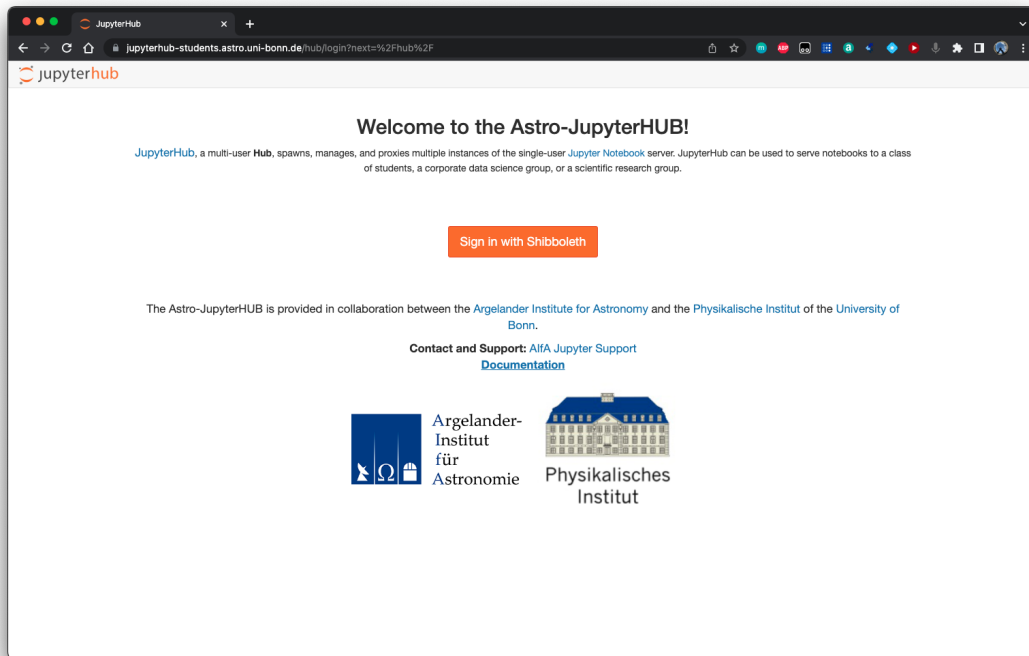 JupyterHub
jupyterhub-students.astro.uni-bonn.de/hub/login?next=%2Fhub%2F
m ABP a
jupyterhub
Welcome to the Astro-JupyterHUB!
JupyterHub, a multi-user Hub, spawns, manages, and proxies multiple instances of the single-user Jupyter Notebook server. JupyterHub can be used to serve notebooks to a class
of students, a corporate data science group, or a scientific research group.
Sign in with Shibboleth
The Astro-JupyterHUB is provided in collaboration between the Argelander Institute for Astronomy and the Physikalische Institut of the University of
Bonn.
Contact and Support: AIfA Jupyter Support
Documentation
Argelander-
Institut
für
Astronomie
Ω
Physikalisches
Institut